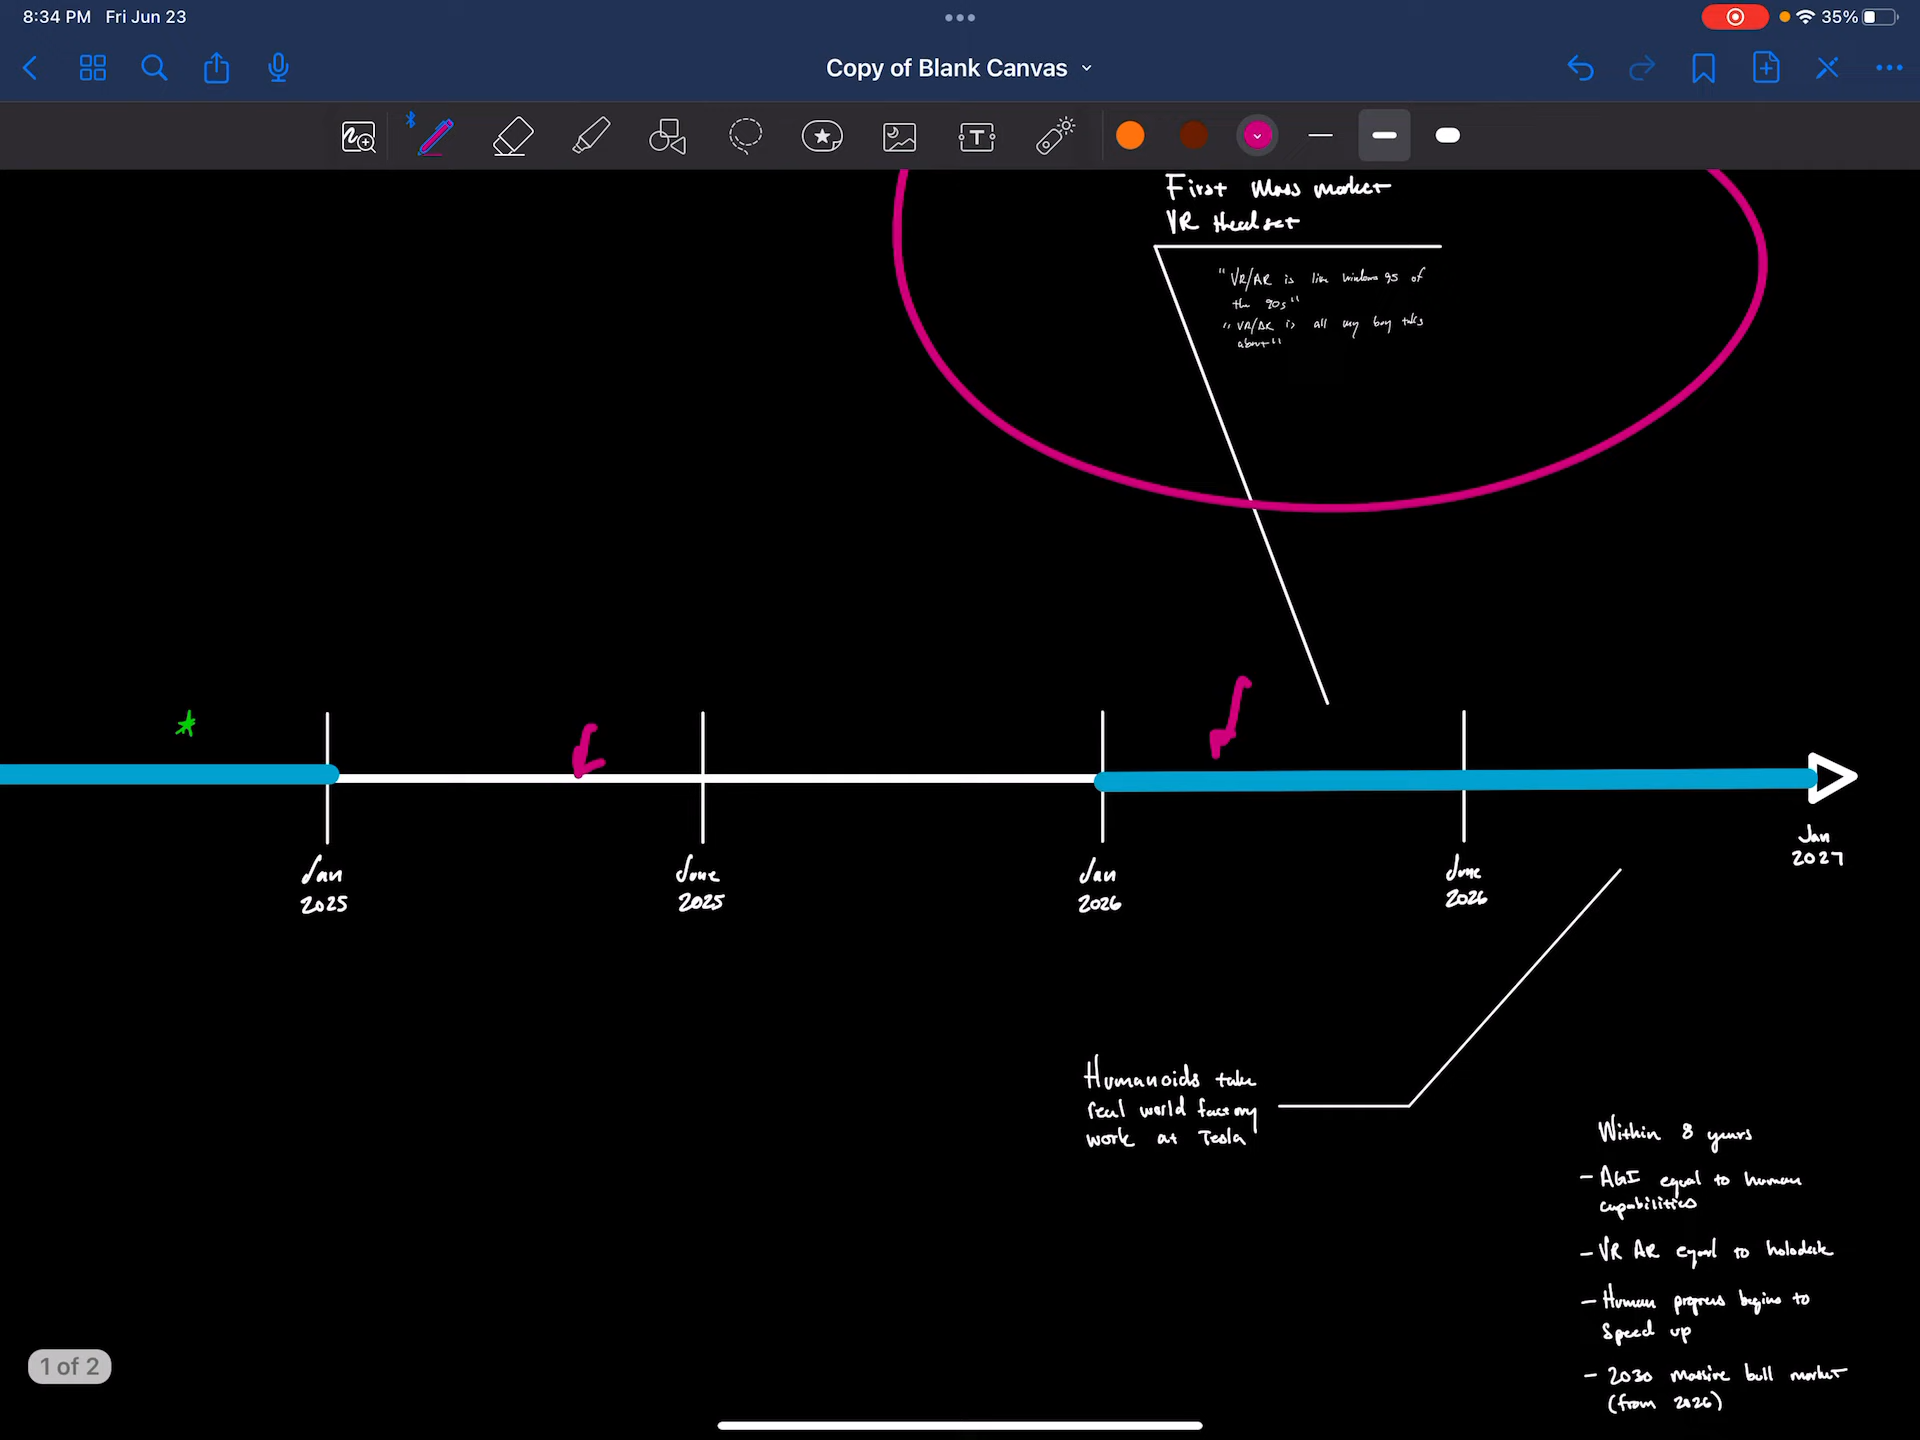 8:34 PM Fri Jun 23
35%
Copy of Blank Canvas
T
First Mass market
VR Headset
"VR/AR is like windows 95 of
the 90s"
"VR/AR is all my boy talks
about"
Jan
2025
June
2025
Jan
2026
June
2026
Jan
2027
Humanoids take
real world factory
work at Tesla
Within 8 years
- AGI equal to human
capabilities
- VR AR equal to holodeck
- Human progress begins to
speed up
- 2030 massive bull market
(from 2026)
1 of 2